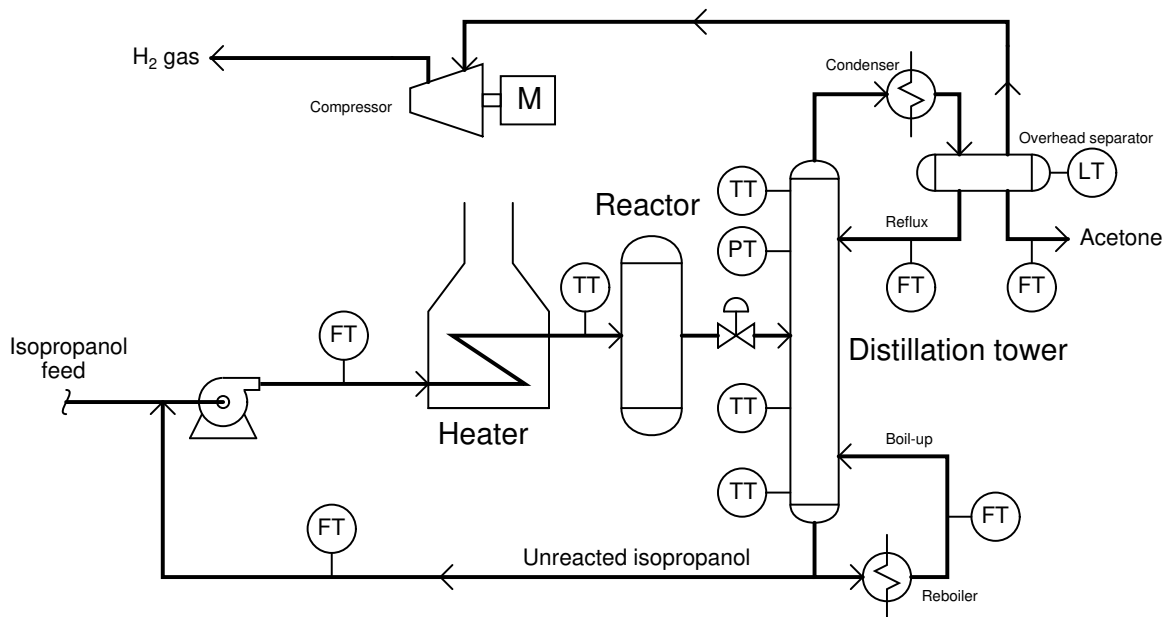 H₂ gas
Compressor
M
Condenser
Overhead separator
LT
TT
Reactor
Reflux
Acetone
PT
FT
FT
TT
FT
Isopropanol
feed
Distillation tower
TT
Heater
Boil-up
TT
FT
FT
Unreacted isopropanol
Reboiler